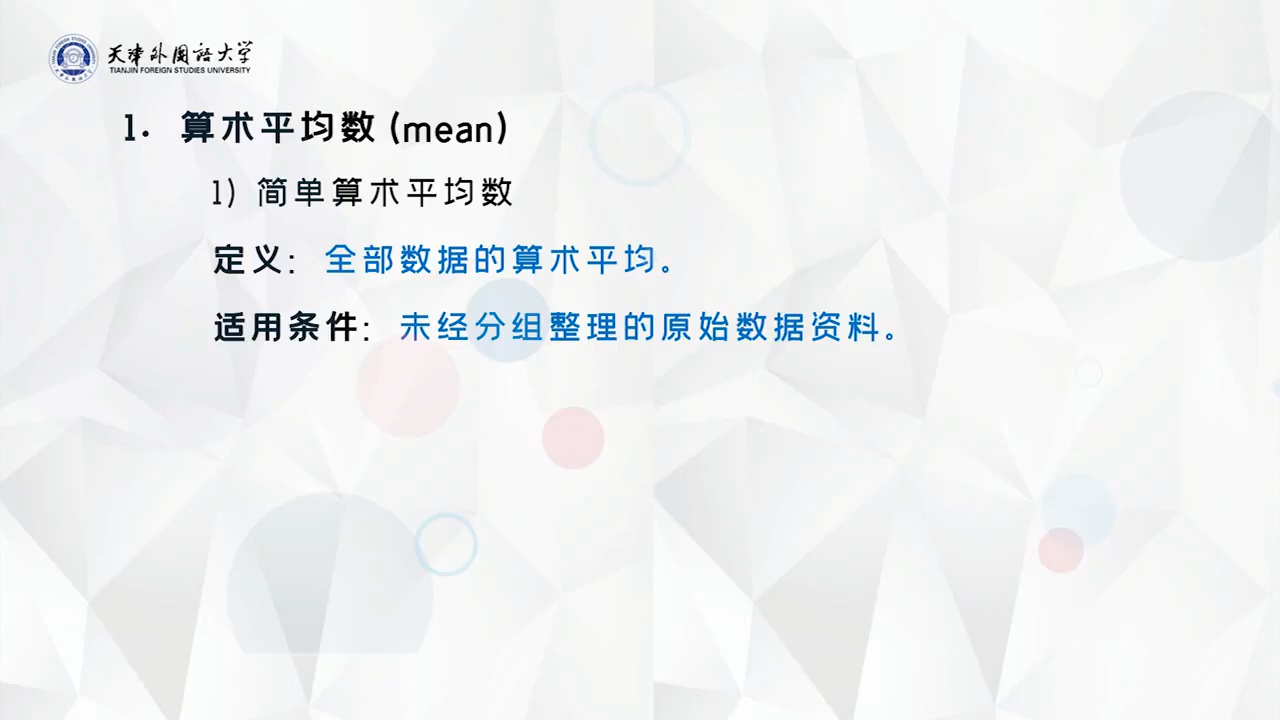 天津外国语大学
TIANJIN FOREIGN STUDIES UNIVERSITY
1. 算术平均数(mean)
1) 简单算术平均数
定义: 全部数据的算术平均。
适用条件: 未经分组整理的原始数据资料。